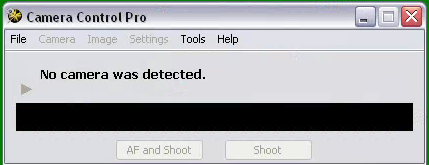 Camera Control Pro
File Camera Image Settings Tools Help
No camera was detected.
AF and Shoot Shoot